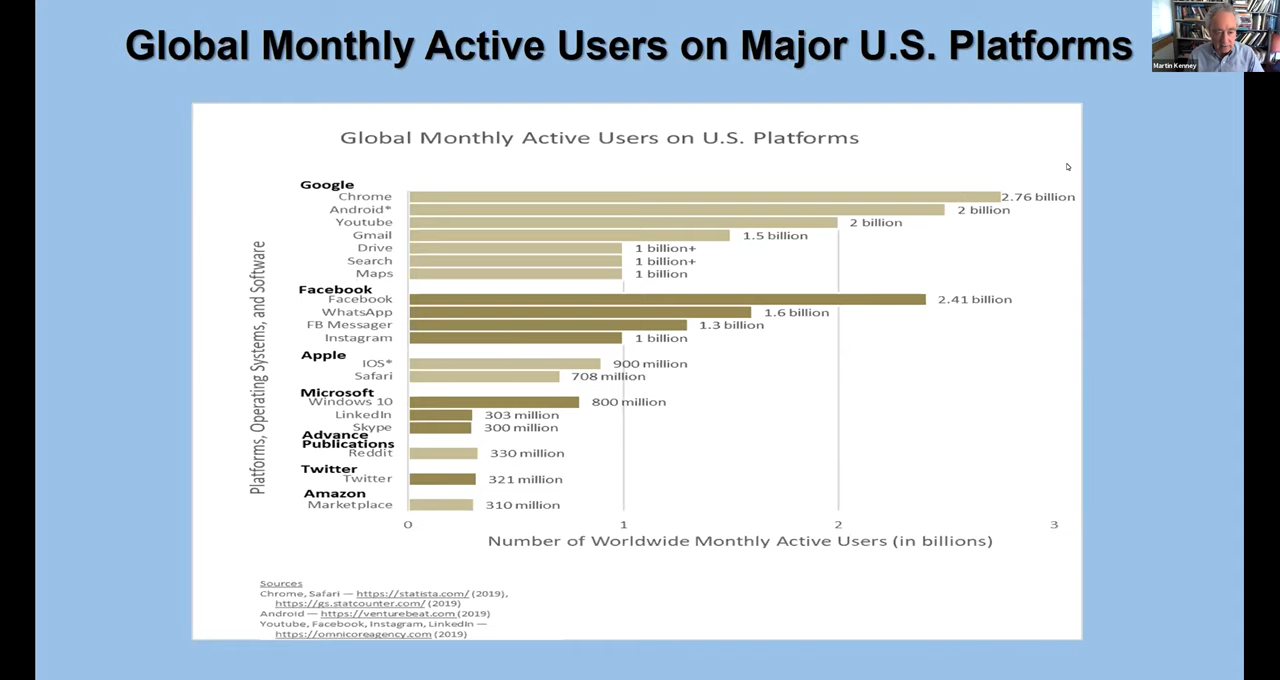 Global Monthly Active Users on Major U.S. Platforms
Martin Kenney
Global Monthly Active Users on U.S. Platforms
Platforms, Operating Systems, and Software
Google
Chrome 2.76 billion
Android* 2 billion
Youtube 2 billion
Gmail 1.5 billion
Drive 1 billion+
Search 1 billion+
Maps 1 billion
Facebook
Facebook 2.41 billion
WhatsApp 1.6 billion
FB Messager 1.3 billion
Instagram 1 billion
Apple
IOS* 900 million
Safari 708 million
Microsoft
Windows 10 800 million
LinkedIn 303 million
Skype 300 million
Advance
Publications
Reddit 330 million
Twitter
Twitter 321 million
Amazon
Marketplace 310 million
0 1 2 3
Number of Worldwide Monthly Active Users (in billions)
Sources
Chrome, Safari — https://statista.com/ (2019),
https://gs.statcounter.com/ (2019)
Android — https://venturebeat.com (2019)
Youtube, Facebook, Instagram, LinkedIn —
https://omnicoreagency.com (2019)